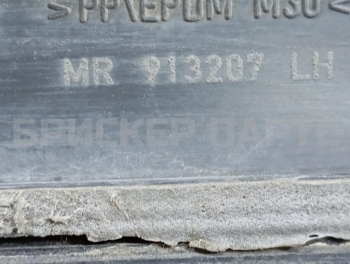 >PP\EPDM M30<
MR 913207 LH
БРИСКЕР ПАРТС